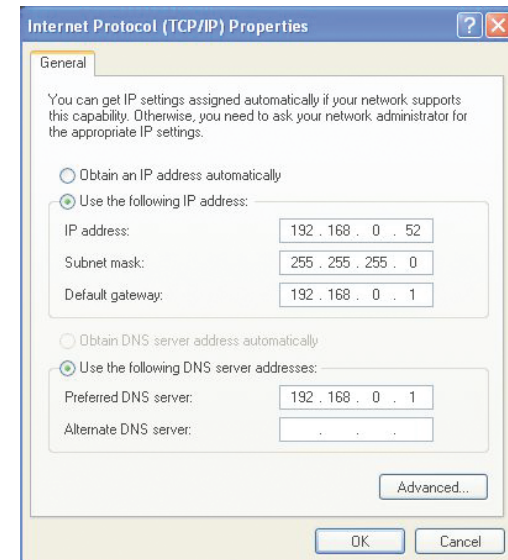 Internet Protocol (TCP/IP) Properties
General
You can get IP settings assigned automatically if your network supports
this capability. Otherwise, you need to ask your network administrator for
the appropriate IP settings.
Obtain an IP address automatically
Use the following IP address:
IP address: 192 . 168 . 0 . 52
Subnet mask: 255 . 255 . 255 . 0
Default gateway: 192 . 168 . 0 . 1
Obtain DNS server address automatically
Use the following DNS server addresses:
Preferred DNS server: 192 . 168 . 0 . 1
Alternate DNS server: . . .
Advanced...
OK Cancel